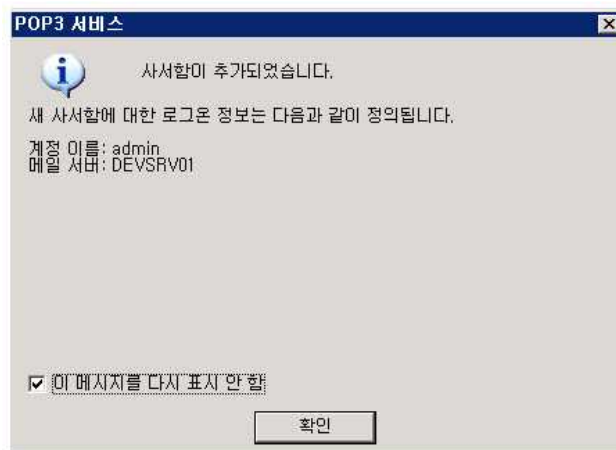 POP3 서비스
사서함이 추가되었습니다.
새 사서함에 대한 로그온 정보는 다음과 같이 정의됩니다.
계정 이름: admin
메일 서버: DEVSRV01
이 메시지를 다시 표시 안 함
확인